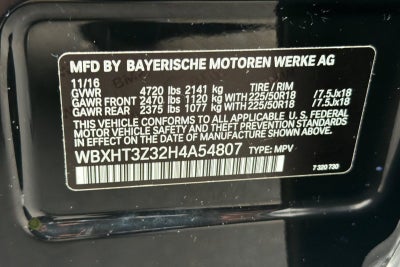 MFD BY BAYERISCHE MOTOREN WERKE AG
11/16
GVWR 4720 lbs 2141 kg TIRE / RIM
GAWR FRONT 2470 lbs 1120 kg 225/50R18 /7.5Jx18
GAWR REAR 2375 lbs 1077 kg 225/50R18 /7.5Jx18
THIS VEHICLE CONFORMS TO ALL APPLICABLE U.S. FEDERAL
MOTOR VEHICLE SAFETY, BUMPER AND THEFT PREVENTION STANDARDS
IN EFFECT ON THE DATE OF MANUFACTURE SHOWN ABOVE.
WBXHT3Z32H4A54807 TYPE: MPV
7 320 730